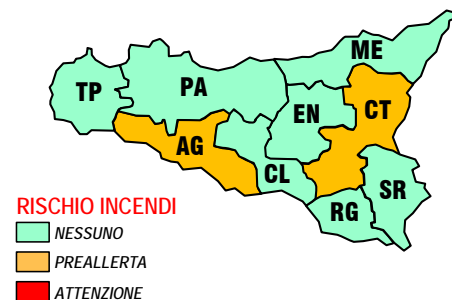 ME
TP
PA
EN
CT
AG
CL
RG
SR
RISCHIO INCENDI
NESSUNO
PREALLERTA
ATTENZIONE